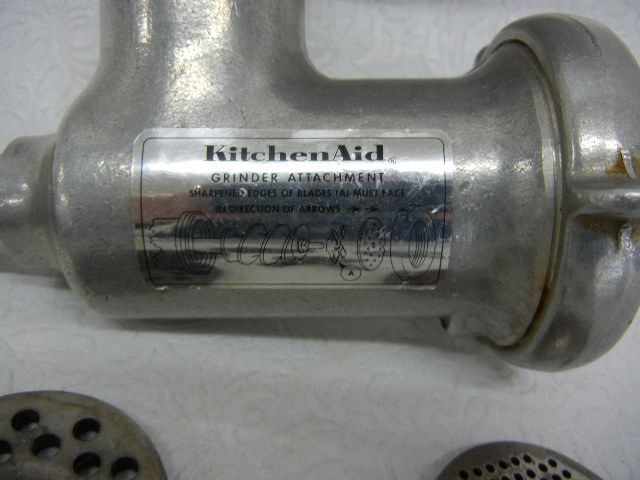 KitchenAid®
GRINDER ATTACHMENT
SHARPENED EDGES OF BLADES (A) MUST FACE
IN DIRECTION OF ARROWS
A